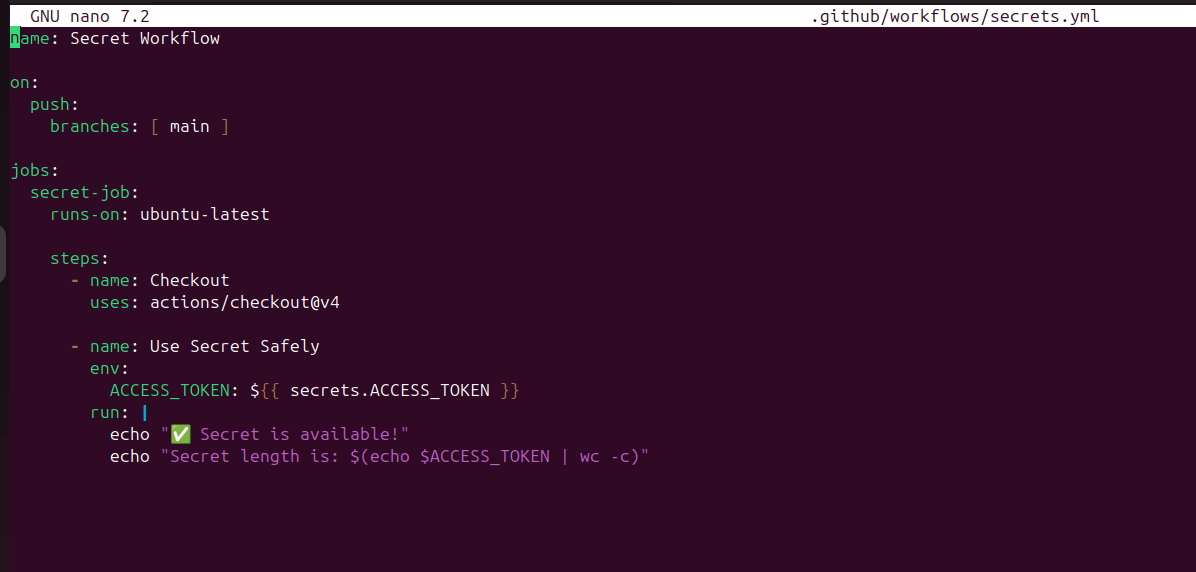 GNU nano 7.2 .github/workflows/secrets.yml
name: Secret Workflow
on:
push:
branches: [ main ]
jobs:
secret-job:
runs-on: ubuntu-latest
steps:
- name: Checkout
uses: actions/checkout@v4
- name: Use Secret Safely
env:
ACCESS_TOKEN: ${{ secrets.ACCESS_TOKEN }}
run: |
echo "✅ Secret is available!"
echo "Secret length is: $(echo $ACCESS_TOKEN | wc -c)"